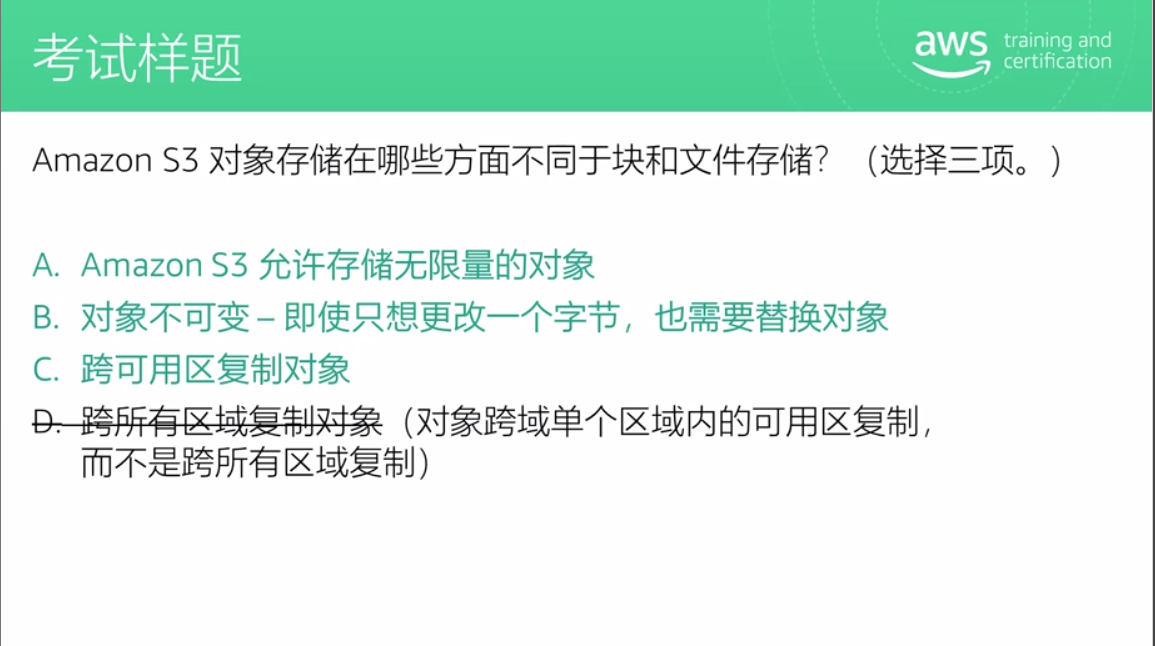 考试样题
aws training and
certification
Amazon S3 对象存储在哪些方面不同于块和文件存储？（选择三项。）
A. Amazon S3 允许存储无限量的对象
B. 对象不可变 – 即使只想更改一个字节，也需要替换对象
C. 跨可用区复制对象
D. 跨所有区域复制对象（对象跨域单个区域内的可用区复制，
而不是跨所有区域复制）